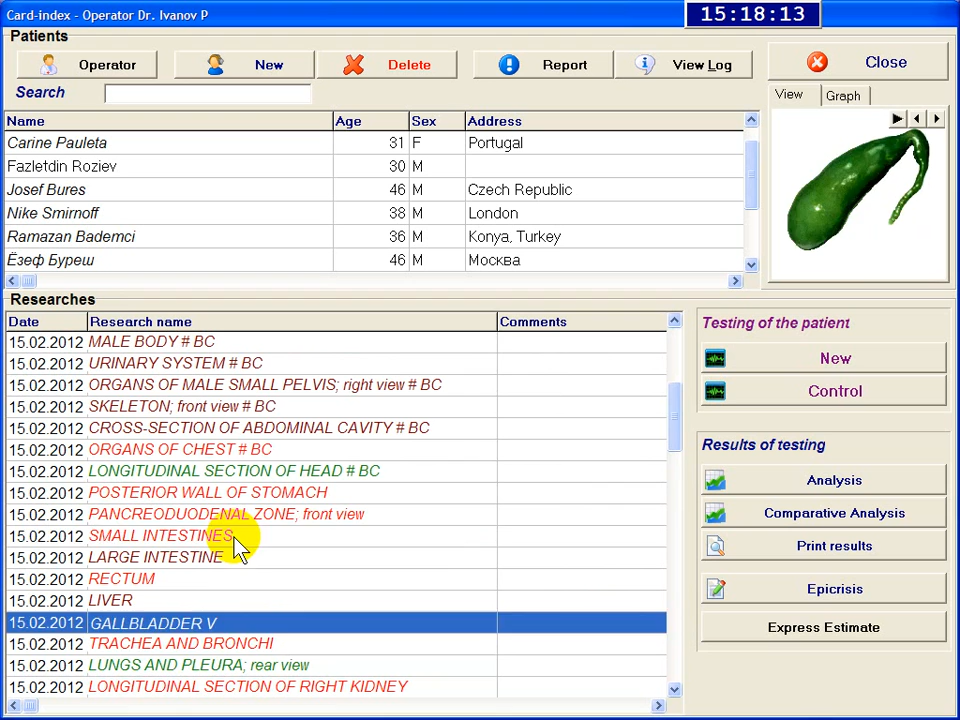 Card-index - Operator Dr. Ivanov P
15:18:13
Patients
Operator New Delete Report View Log Close
Search
View Graph
Name Age Sex Address
Carine Pauleta 31 F Portugal
Fazletdin Roziev 30 M
Josef Bures 46 M Czech Republic
Nike Smirnoff 38 M London
Ramazan Bademci 36 M Konya, Turkey
Ёзеф Буреш 46 M Москва
Researches
Date Research name Comments
15.02.2012 MALE BODY # BC
15.02.2012 URINARY SYSTEM # BC
15.02.2012 ORGANS OF MALE SMALL PELVIS; right view # BC
15.02.2012 SKELETON; front view # BC
15.02.2012 CROSS-SECTION OF ABDOMINAL CAVITY # BC
15.02.2012 ORGANS OF CHEST # BC
15.02.2012 LONGITUDINAL SECTION OF HEAD # BC
15.02.2012 POSTERIOR WALL OF STOMACH
15.02.2012 PANCREODUODENAL ZONE; front view
15.02.2012 SMALL INTESTINES
15.02.2012 LARGE INTESTINE
15.02.2012 RECTUM
15.02.2012 LIVER
15.02.2012 GALLBLADDER V
15.02.2012 TRACHEA AND BRONCHI
15.02.2012 LUNGS AND PLEURA; rear view
15.02.2012 LONGITUDINAL SECTION OF RIGHT KIDNEY
Testing of the patient
New
Control
Results of testing
Analysis
Comparative Analysis
Print results
Epicrisis
Express Estimate